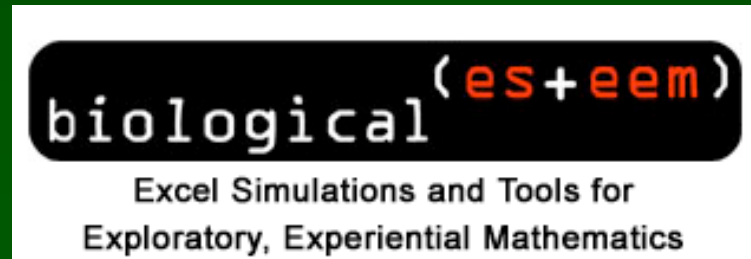 biological(es+eem)
Excel Simulations and Tools for
Exploratory, Experiential Mathematics